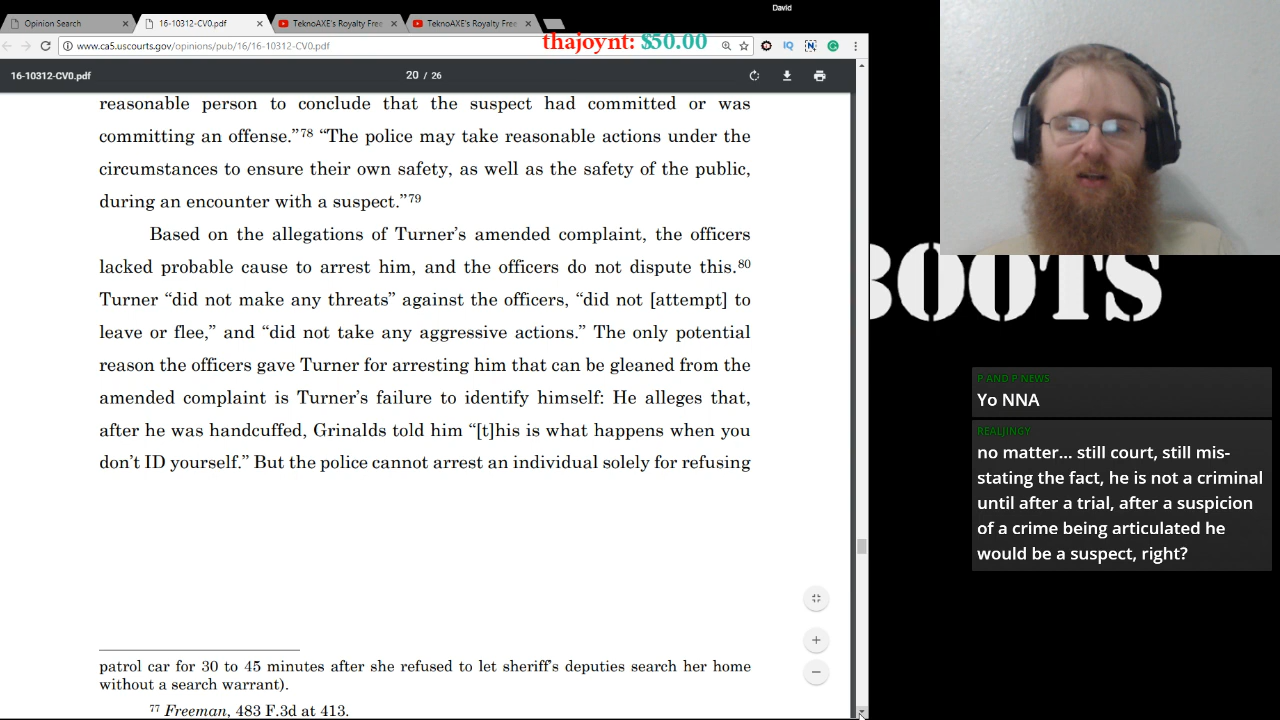 David
Opinion Search
16-10312-CV0.pdf
TeknoAXE's Royalty Free
TeknoAXE's Royalty Free
www.ca5.uscourts.gov/opinions/pub/16/16-10312-CV0.pdf
thajoynt: $50.00
16-10312-CV0.pdf
20 / 26
reasonable person to conclude that the suspect had committed or was
committing an offense.”78 “The police may take reasonable actions under the
circumstances to ensure their own safety, as well as the safety of the public,
during an encounter with a suspect.”79
Based on the allegations of Turner’s amended complaint, the officers
lacked probable cause to arrest him, and the officers do not dispute this.80
Turner “did not make any threats” against the officers, “did not [attempt] to
leave or flee,” and “did not take any aggressive actions.” The only potential
reason the officers gave Turner for arresting him that can be gleaned from the
amended complaint is Turner’s failure to identify himself: He alleges that,
after he was handcuffed, Grinalds told him “[t]his is what happens when you
don’t ID yourself.” But the police cannot arrest an individual solely for refusing
patrol car for 30 to 45 minutes after she refused to let sheriff’s deputies search her home
without a search warrant).
77 Freeman, 483 F.3d at 413.
BOOTS
P AND P NEWS
Yo NNA
REALJINGY
no matter... still court, still mis-
stating the fact, he is not a criminal
until after a trial, after a suspicion
of a crime being articulated he
would be a suspect, right?